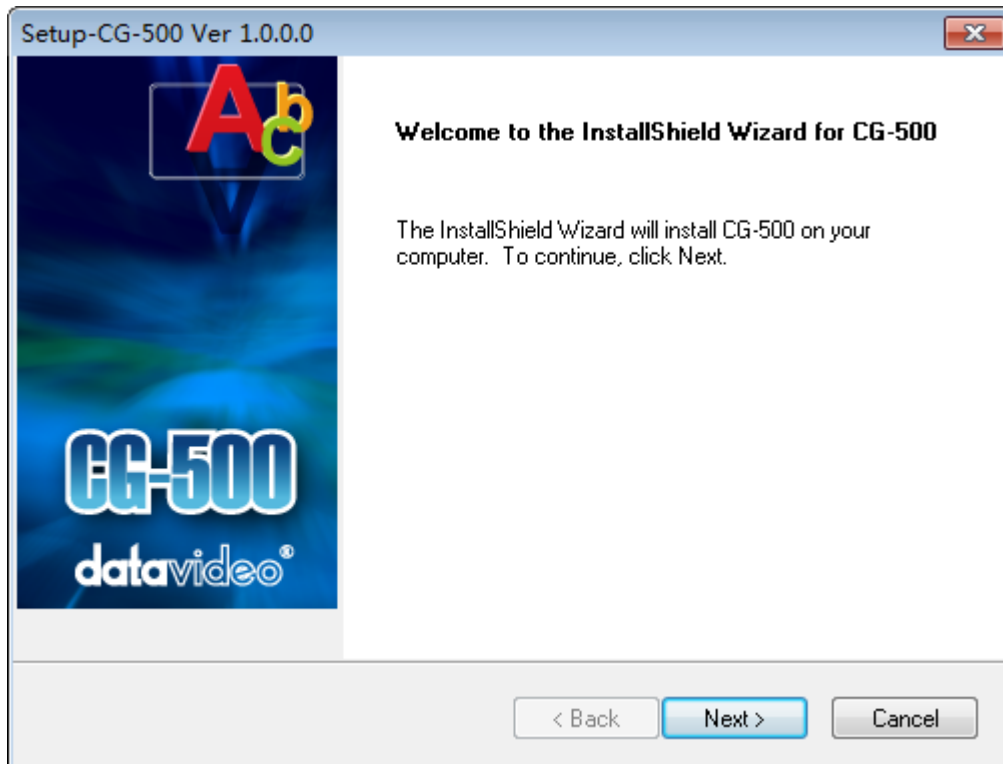 Setup-CG-500 Ver 1.0.0.0
Abc
Welcome to the InstallShield Wizard for CG-500
The InstallShield Wizard will install CG-500 on your
computer.  To continue, click Next.
CG-500
datavideo®
< Back
Next >
Cancel